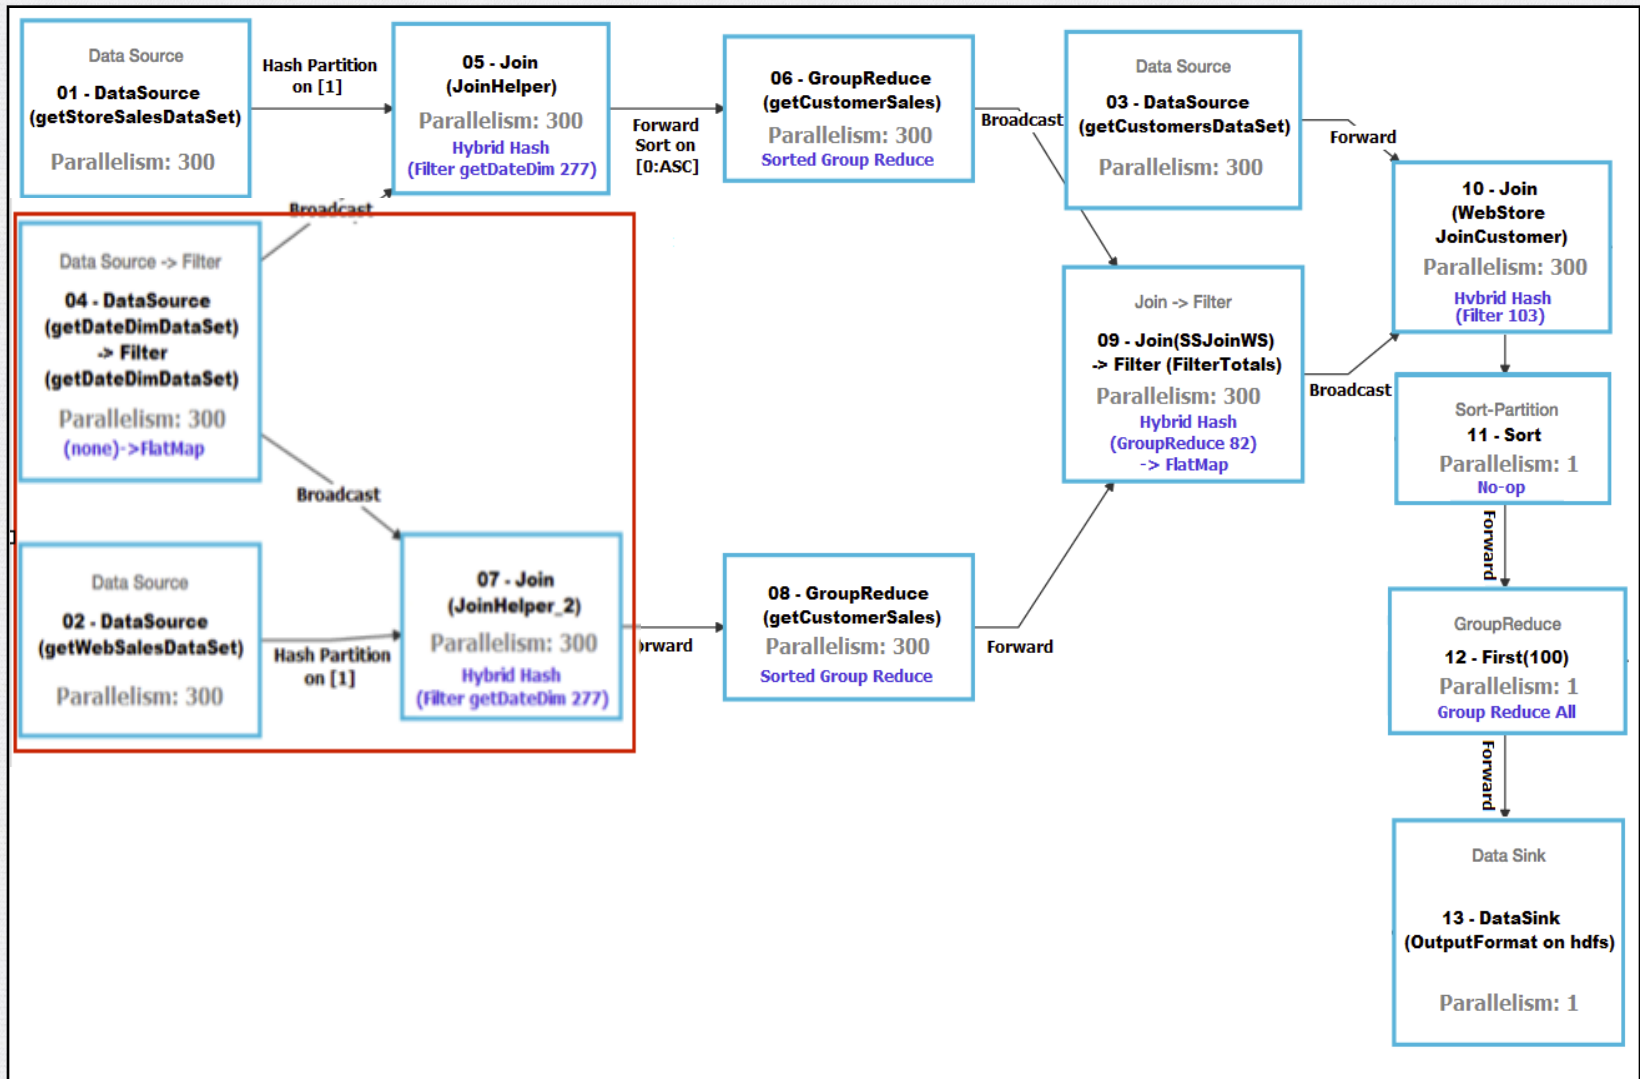 Data Source
01 - DataSource
(getStoreSalesDataSet)
Parallelism: 300
Hash Partition
on [1]
05 - Join
(JoinHelper)
Parallelism: 300
Hybrid Hash
(Filter getDateDim 277)
Forward
Sort on
[0:ASC]
06 - GroupReduce
(getCustomerSales)
Parallelism: 300
Sorted Group Reduce
Broadcast
Data Source
03 - DataSource
(getCustomersDataSet)
Parallelism: 300
Forward
10 - Join
(WebStore
JoinCustomer)
Parallelism: 300
Hybrid Hash
(Filter 103)
Broadcast
Data Source -> Filter
04 - DataSource
(getDateDimDataSet)
-> Filter
(getDateDimDataSet)
Parallelism: 300
(none)->FlatMap
Broadcast
Join -> Filter
09 - Join(SSJoinWS)
-> Filter (FilterTotals)
Parallelism: 300
Hybrid Hash
(GroupReduce 82)
-> FlatMap
Broadcast
Sort-Partition
11 - Sort
Parallelism: 1
No-op
Forward
Data Source
02 - DataSource
(getWebSalesDataSet)
Parallelism: 300
Hash Partition
on [1]
07 - Join
(JoinHelper_2)
Parallelism: 300
Hybrid Hash
(Filter getDateDim 277)
orward
08 - GroupReduce
(getCustomerSales)
Parallelism: 300
Sorted Group Reduce
Forward
GroupReduce
12 - First(100)
Parallelism: 1
Group Reduce All
Forward
Data Sink
13 - DataSink
(OutputFormat on hdfs)
Parallelism: 1